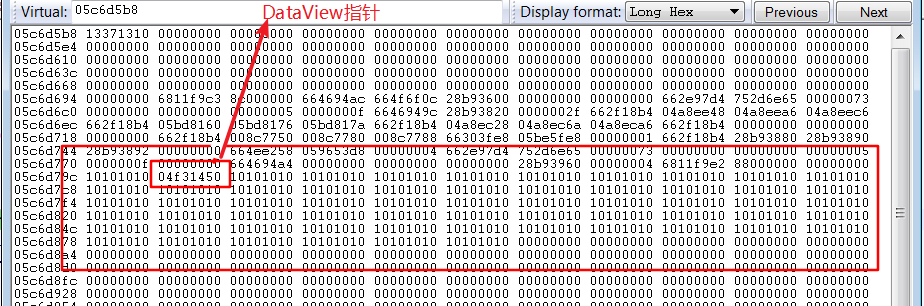 DataView指针
Virtual: 05c6d5b8 Display format: Long Hex Previous Next
05c6d5b8 13371310 00000000 00000000 00000000 00000000 00000000 00000000 00000000 00000000 00000000 00000000
05c6d5e4 00000000 00000000 00000000 00000000 00000000 00000000 00000000 00000000 00000000 00000000 00000000
05c6d610 00000000 00000000 00000000 00000000 00000000 00000000 00000000 00000000 00000000 00000000 00000000
05c6d63c 00000000 00000000 00000000 00000000 00000000 00000000 00000000 00000000 00000000 00000000 00000000
05c6d668 00000000 00000000 00000000 00000000 00000000 00000000 00000000 00000000 00000000 00000000 00000000
05c6d694 00000000 6811f9c3 00000000 664694ac 664f6f0c 28b93600 00000000 00000000 662e97d4 752d6e65 00000073
05c6d6c0 00000000 00000000 00000005 0000000f 6646949c 28b93820 0000002f 662f18b4 04a8ee48 04a8eea6 04a8eec6
05c6d6ec 662f18b4 05bd8160 05bd8176 05bd817a 662f18b4 04a8ec28 04a8ec6a 04a8eca6 662f18b4 00000000 00000000
05c6d718 00000000 662f18b4 008c7750 008c7780 008c7788 66303fe8 05be5fe8 00000001 662f18b4 28b93880 28b93890
05c6d744 28b93892 00000000 664ee258 059653d8 00000004 662e97d4 752d6e65 00000073 00000000 00000000 00000005
05c6d770 0000000f 00000000 664694a4 00000000 00000000 00000000 28b93960 00000004 6811f9e2 88000000 00000000
05c6d79c 10101010 04f31450 10101010 10101010 10101010 10101010 10101010 10101010 10101010 10101010 10101010
05c6d7c8 10101010 10101010 10101010 10101010 10101010 10101010 10101010 10101010 10101010 10101010 10101010
05c6d7f4 10101010 10101010 10101010 10101010 10101010 10101010 10101010 10101010 10101010 10101010 10101010
05c6d820 10101010 10101010 10101010 10101010 10101010 10101010 10101010 10101010 10101010 10101010 10101010
05c6d84c 10101010 10101010 10101010 10101010 10101010 10101010 10101010 10101010 10101010 10101010 10101010
05c6d878 10101010 10101010 10101010 10101010 10101010 00000000 00000000 00000000 00000000 00000000 00000000
05c6d8a4 00000000 00000000 00000000 00000000 00000000 00000000 00000000 00000000 00000000 00000000 00000000
05c6d8d0 00000000 00000000 00000000 00000000 00000000 00000000 00000000 00000000 00000000 00000000 00000000
05c6d8fc 00000000 00000000 00000000 00000000 00000000 00000000 00000000 00000000 00000000 00000000 00000000
05c6d928 00000000 00000000 00000000 00000000 00000000 00000000 00000000 00000000 00000000 00000000 00000000